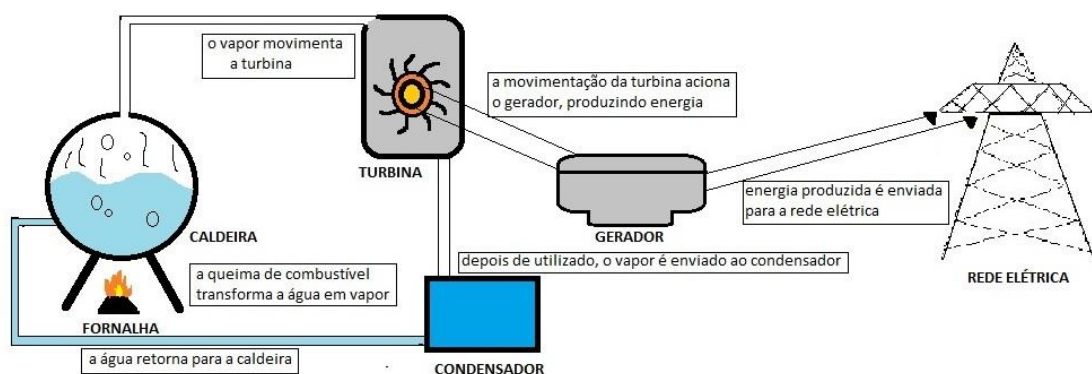 o vapor movimenta
a turbina
a movimentação da turbina aciona
o gerador, produzindo energia
TURBINA
energia produzida é enviada
para a rede elétrica
CALDEIRA
GERADOR
depois de utilizado, o vapor é enviado ao condensador
a queima de combustível
transforma a água em vapor
REDE ELÉTRICA
FORNALHA
a água retorna para a caldeira
CONDENSADOR